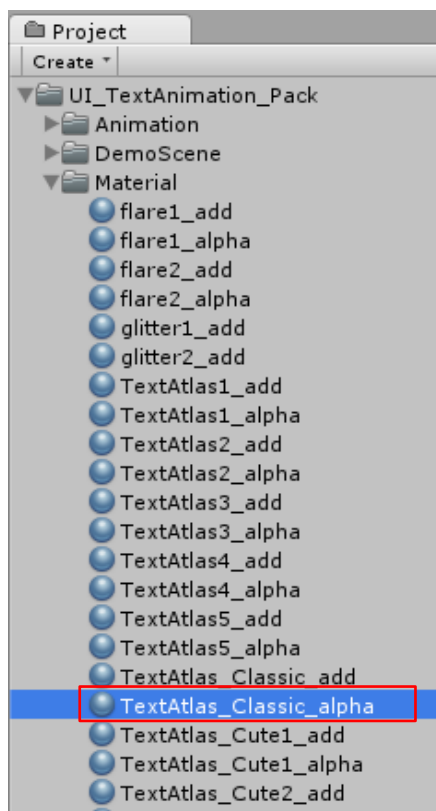 Project
Create
UI_TextAnimation_Pack
Animation
DemoScene
Material
flare1_add
flare1_alpha
flare2_add
flare2_alpha
glitter1_add
glitter2_add
TextAtlas1_add
TextAtlas1_alpha
TextAtlas2_add
TextAtlas2_alpha
TextAtlas3_add
TextAtlas3_alpha
TextAtlas4_add
TextAtlas4_alpha
TextAtlas5_add
TextAtlas5_alpha
TextAtlas_Classic_add
TextAtlas_Classic_alpha
TextAtlas_Cute1_add
TextAtlas_Cute1_alpha
TextAtlas_Cute2_add